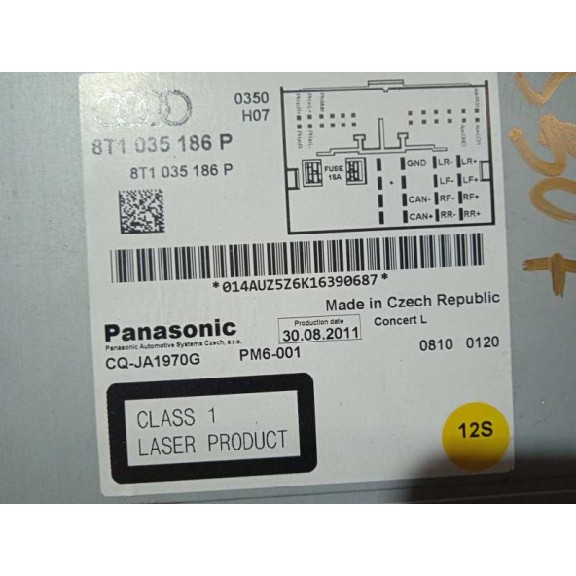 0350
H07
8T1 035 186 P
8T1 035 186 P
FUSE
15A
GND LR- LR+
LF- LF+
CAN- RF- RF+
CAN+ RR- RR+
*014AUZ5Z6K16390687*
Made in Czech Republic
Panasonic
Panasonic Automotive Systems Czech, s.r.o.
Production date
30.08.2011
Concert L
CQ-JA1970G
PM6-001
0810 0120
CLASS 1
LASER PRODUCT
12S